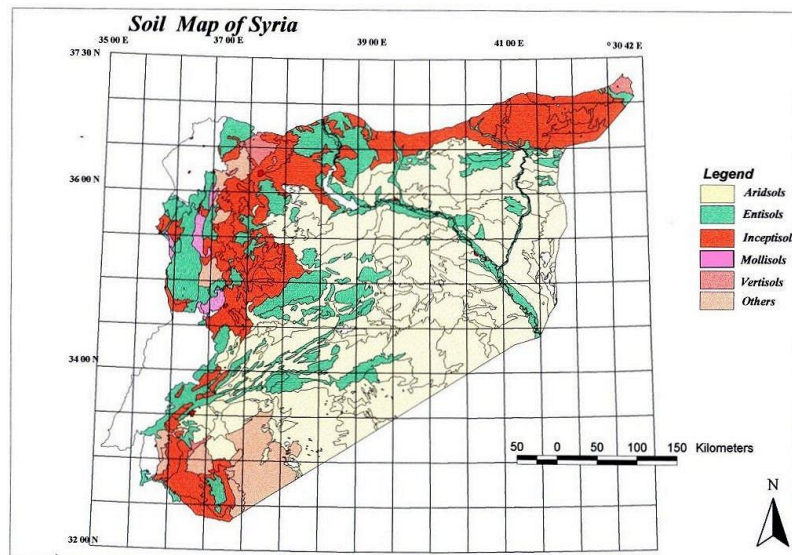 Soil Map of Syria
35 00 E
37 00 E
39 00 E
41 00 E
° 30 42 E
37 30 N
36 00 N
34 00 N
32 00 N
Legend
Aridsols
Entisols
Inceptisol
Mollisols
Vertisols
Others
50 0 50 100 150 Kilometers
N